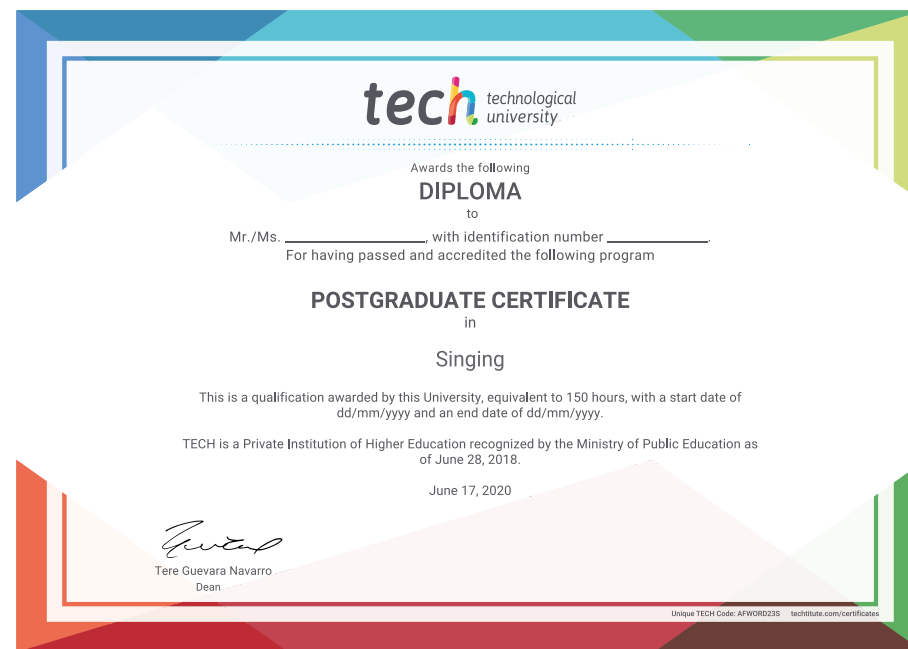 tech technological
university
Awards the following
DIPLOMA
to
Mr./Ms. ____________________, with identification number ______________.
For having passed and accredited the following program
POSTGRADUATE CERTIFICATE
in
Singing
This is a qualification awarded by this University, equivalent to 150 hours, with a start date of
dd/mm/yyyy and an end date of dd/mm/yyyy.
TECH is a Private Institution of Higher Education recognized by the Ministry of Public Education as
of June 28, 2018.
June 17, 2020
Tere Guevara Navarro
Dean
Unique TECH Code: AFWORD23S techtitute.com/certificates